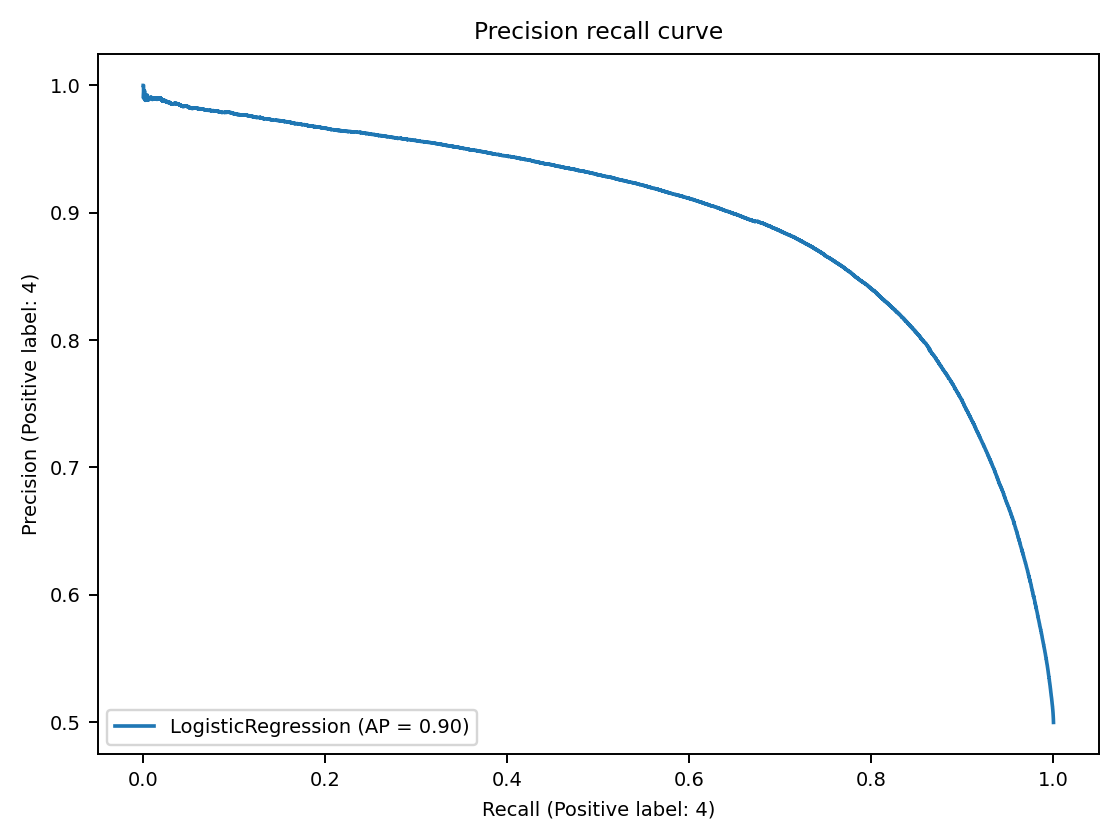 Precision recall curve
1.0
0.9
0.8
0.7
0.6
0.5
Precision (Positive label: 4)
LogisticRegression (AP = 0.90)
0.0 0.2 0.4 0.6 0.8 1.0
Recall (Positive label: 4)